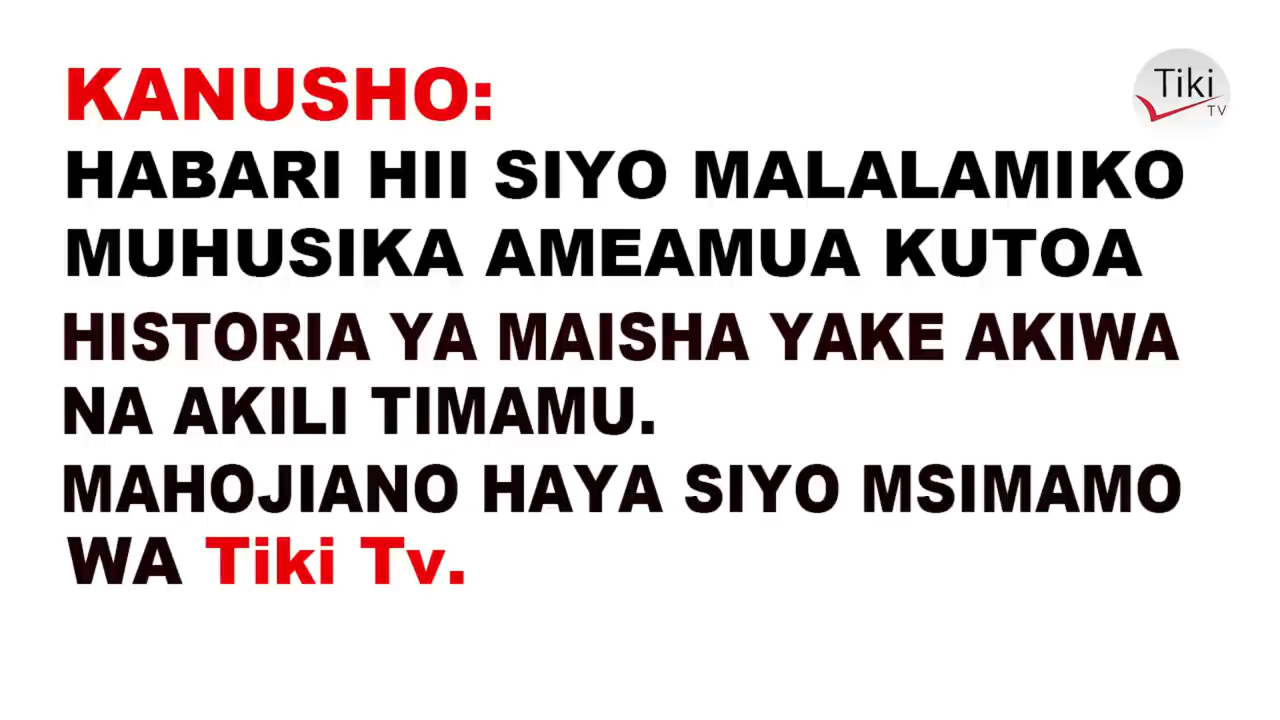 KANUSHO:
Tiki
TV
HABARI HII SIYO MALALAMIKO
MUHUSIKA AMEAMUA KUTOA
HISTORIA YA MAISHA YAKE AKIWA
NA AKILI TIMAMU.
MAHOJIANO HAYA SIYO MSIMAMO
WA Tiki Tv.